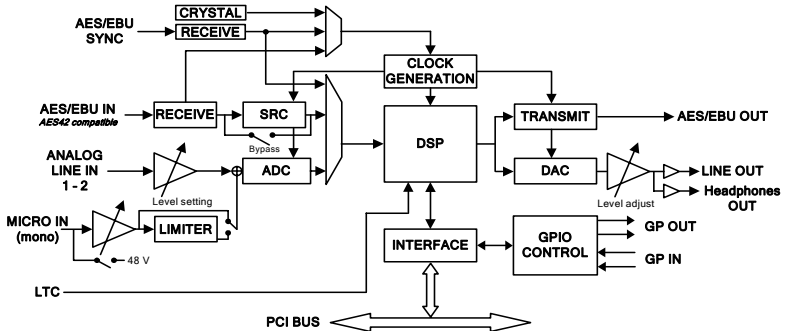 CRYSTAL
AES/EBU
SYNC
RECEIVE
CLOCK
GENERATION
AES/EBU IN
AES42 compatible
RECEIVE
SRC
Bypass
DSP
TRANSMIT
AES/EBU OUT
ANALOG
LINE IN
1 - 2
Level setting
ADC
DAC
Level adjust
LINE OUT
Headphones
OUT
MICRO IN
(mono)
LIMITER
48 V
INTERFACE
GPIO
CONTROL
GP OUT
GP IN
LTC
PCI BUS